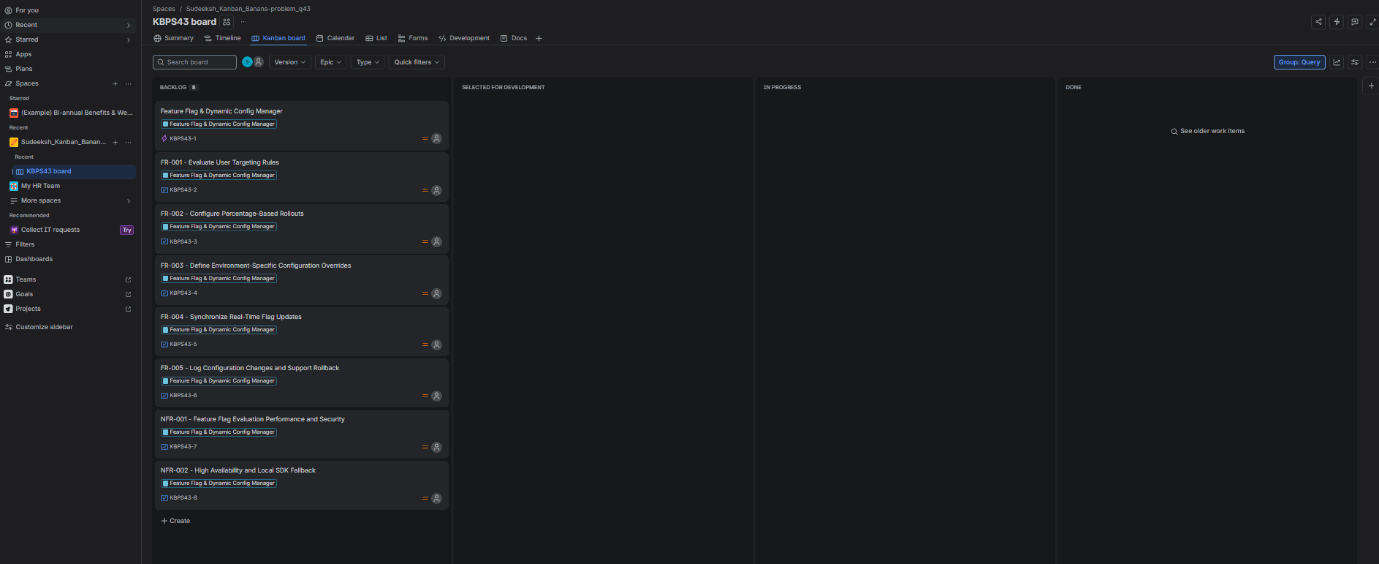 For you
Recent
Starred
Apps
Plans
Spaces
Starred
(Example) Bi-annual Benefits & We...
Recent
Sudeeksh_Kanban_Banan...
Recent
KBPS43 board
My HR Team
More spaces
Recommended
Collect IT requests Try
Filters
Dashboards
Teams
Goals
Projects
Customize sidebar
Spaces / Sudeeksh_Kanban_Banana-problem_q43
KBPS43 board
Summary Timeline Kanban board Calendar List Forms Development Docs
Search board Version Epic Type Quick filters Group: Query
BACKLOG 8 SELECTED FOR DEVELOPMENT IN PROGRESS DONE
Feature Flag & Dynamic Config Manager
Feature Flag & Dynamic Config Manager
KBPS43-1
FR-001 - Evaluate User Targeting Rules
Feature Flag & Dynamic Config Manager
KBPS43-2
FR-002 - Configure Percentage-Based Rollouts
Feature Flag & Dynamic Config Manager
KBPS43-3
FR-003 - Define Environment-Specific Configuration Overrides
Feature Flag & Dynamic Config Manager
KBPS43-4
FR-004 - Synchronize Real-Time Flag Updates
Feature Flag & Dynamic Config Manager
KBPS43-5
FR-005 - Log Configuration Changes and Support Rollback
Feature Flag & Dynamic Config Manager
KBPS43-6
NFR-001 - Feature Flag Evaluation Performance and Security
Feature Flag & Dynamic Config Manager
KBPS43-7
NFR-002 - High Availability and Local SDK Fallback
Feature Flag & Dynamic Config Manager
KBPS43-8
Create
See older work items